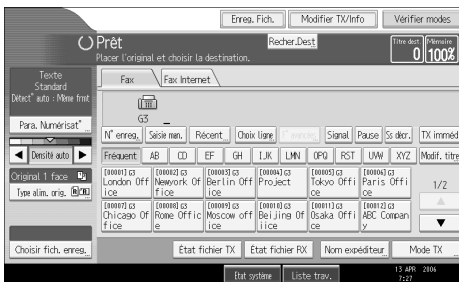 Enreg. Fich.
Modifier TX/Info
Vérifier modes
Prêt
Placer l'original et choisir la destination.
Recher.Dest
Titre dest.
0
Mémoire
100%
Texte
Standard
Détect° auto : Même frmt
Para. Numérisat°
Densité auto
Original 1 face
Type alim. orig.
Choisir fich. enreg.
Fax
Fax Internet
G3
N° enreg.
Saisie man.
Récent
Choix ligne
Signal
Pause
Ss décr.
TX imméd
Fréquent
AB
CD
EF
GH
IJK
LMN
OPQ
RST
UVW
XYZ
Modif. titre
[00001] G3
London Office
[00002] G3
Newyork Office
[00003] G3
Berlin Office
[00004] G3
Project
[00005] G3
Tokyo Office
[00006] G3
Paris Office
1/2
[00007] G3
Chicago Office
[00008] G3
Rome Office
[00009] G3
Moscow office
[00010] G3
Beijing Ofiice
[00011] G3
Osaka Office
[00012] G3
ABC Company
État fichier TX
État fichier RX
Nom expéditeur
Mode TX
Etat système
Liste trav.
13 APR 2006
7:27